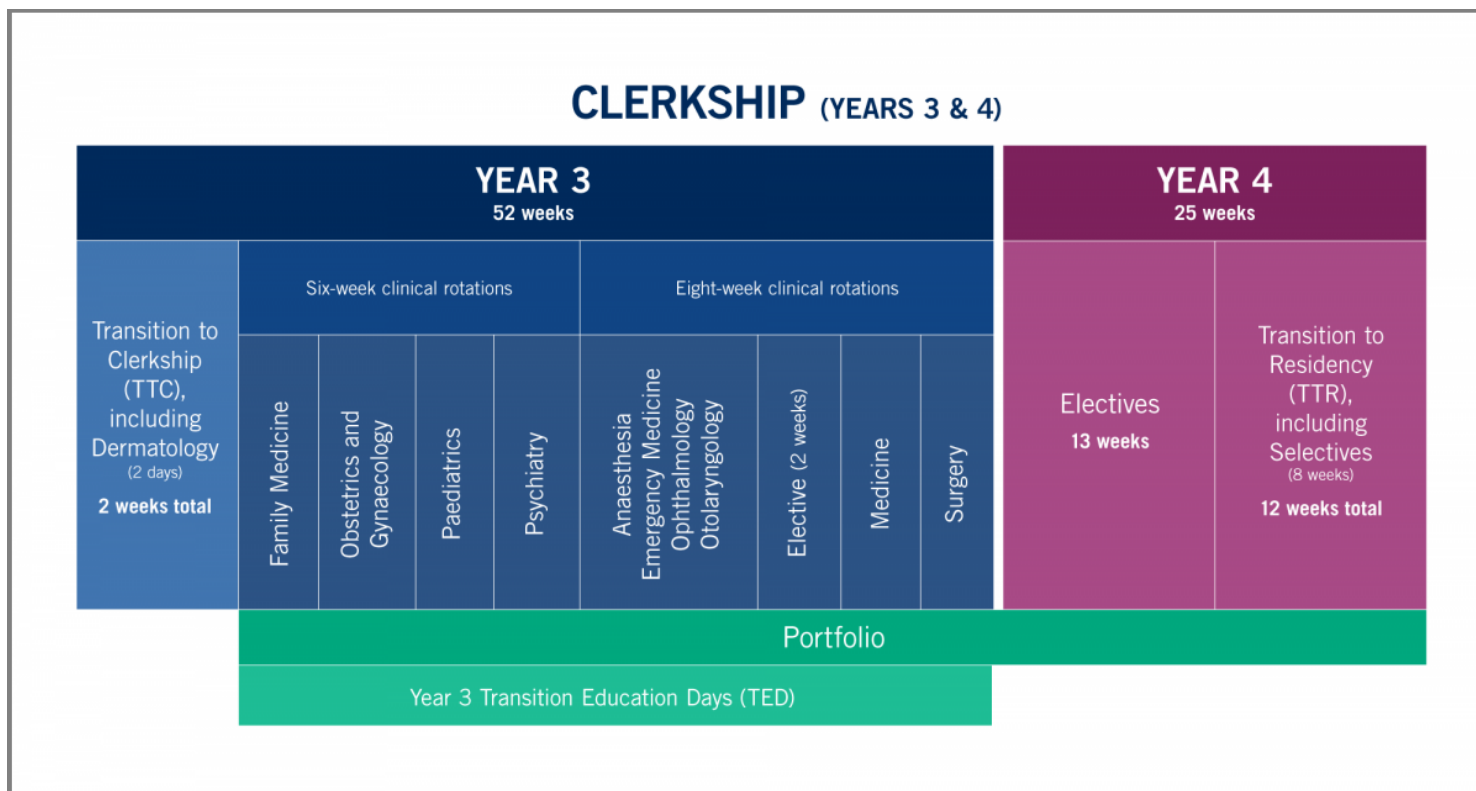 CLERKSHIP (YEARS 3 & 4)
YEAR 3
52 weeks
YEAR 4
25 weeks
Transition to
Clerkship
(TTC),
including
Dermatology
(2 days)
2 weeks total
Six-week clinical rotations
Family Medicine
Obstetrics and
Gynaecology
Paediatrics
Psychiatry
Eight-week clinical rotations
Anaesthesia
Emergency Medicine
Ophthalmology
Otolaryngology
Elective (2 weeks)
Medicine
Surgery
Electives
13 weeks
Transition to
Residency
(TTR),
including
Selectives
(8 weeks)
12 weeks total
Portfolio
Year 3 Transition Education Days (TED)